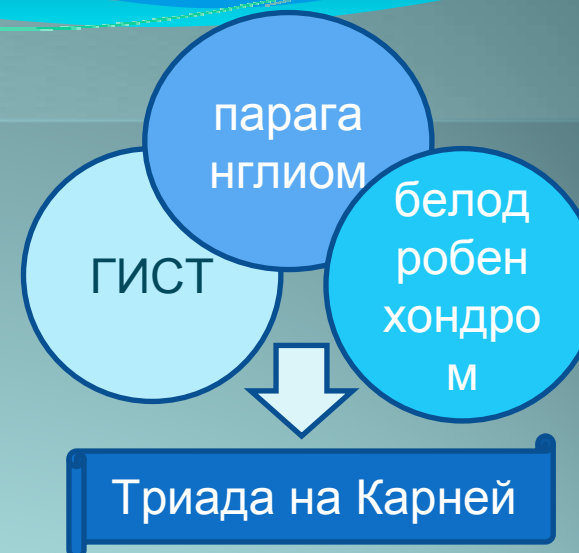 парага
нглиом
ГИСТ
белод
робен
хондро
м
Триада на Карней